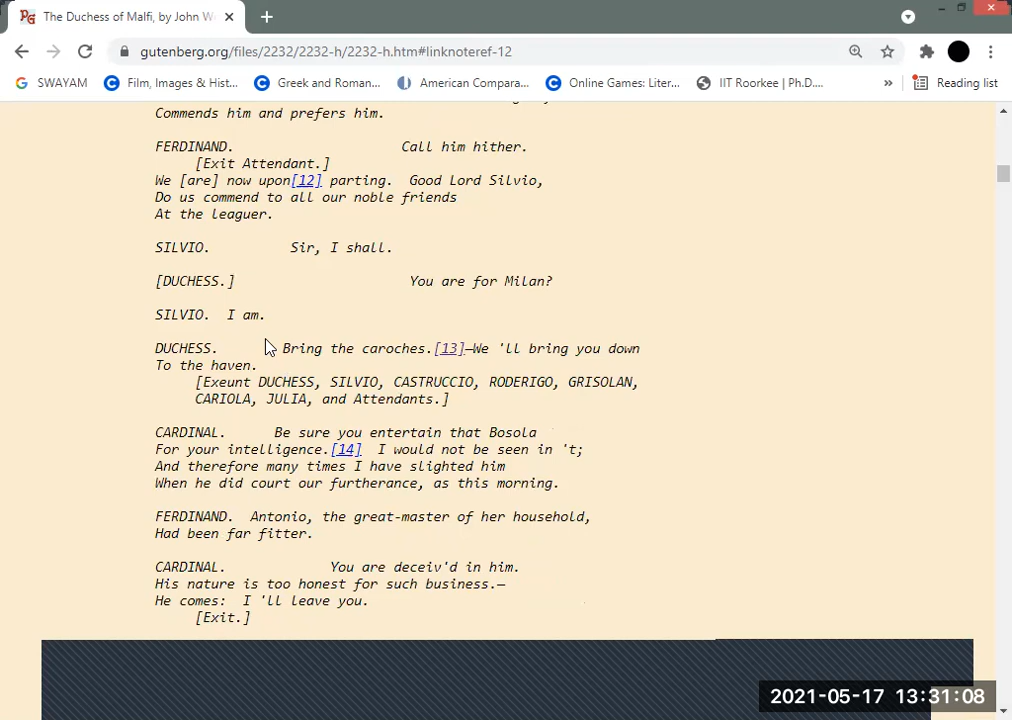 The Duchess of Malfi, by John W
gutenberg.org/files/2232/2232-h/2232-h.htm#linknoteref-12
SWAYAM Film, Images & Hist... Greek and Roman... American Compara... Online Games: Liter... IIT Roorkee | Ph.D.... » Reading list
Commends him and prefers him.
FERDINAND. Call him hither.
[Exit Attendant.]
We [are] now upon[12] parting. Good Lord Silvio,
Do us commend to all our noble friends
At the leaguer.
SILVIO. Sir, I shall.
[DUCHESS.] You are for Milan?
SILVIO. I am.
DUCHESS. Bring the caroches.[13]—We 'll bring you down
To the haven.
[Exeunt DUCHESS, SILVIO, CASTRUCCIO, RODERIGO, GRISOLAN,
CARIOLA, JULIA, and Attendants.]
CARDINAL. Be sure you entertain that Bosola
For your intelligence.[14] I would not be seen in 't;
And therefore many times I have slighted him
When he did court our furtherance, as this morning.
FERDINAND. Antonio, the great-master of her household,
Had been far fitter.
CARDINAL. You are deceiv'd in him.
His nature is too honest for such business.—
He comes: I 'll leave you.
[Exit.]
2021-05-17 13:31:08